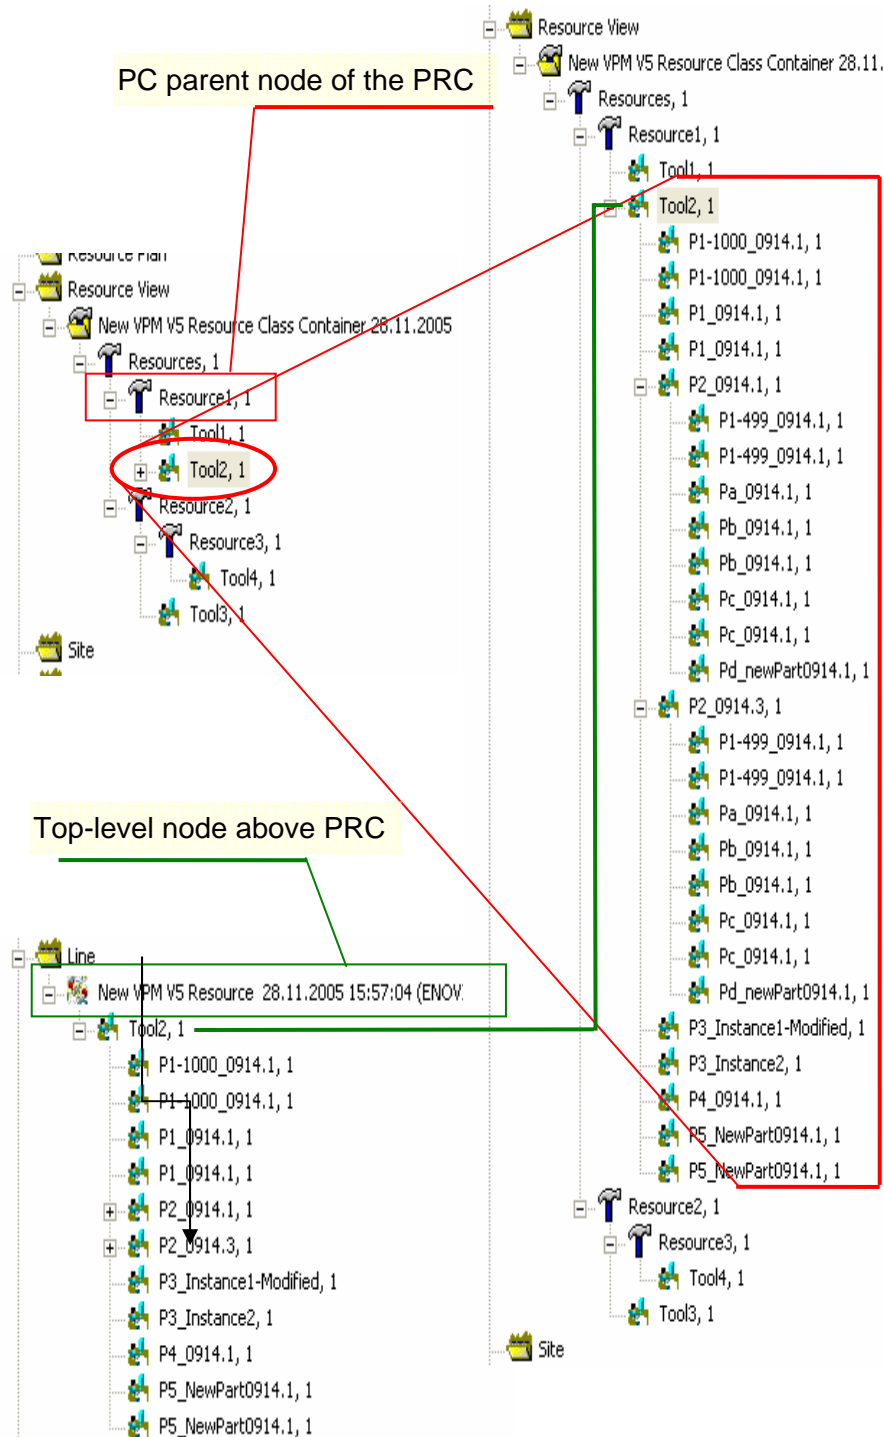 PC parent node of the PRC
Resource Plan
Resource View
New VPM V5 Resource Class Container 28.11.2005
Resources, 1
Resource1, 1
Tool1, 1
Tool2, 1
Resource2, 1
Resource3, 1
Tool4, 1
Tool3, 1
Site
Top-level node above PRC
Line
New VPM V5 Resource 28.11.2005 15:57:04 (ENOV:
Tool2, 1
P1-1000_0914.1, 1
P1-1000_0914.1, 1
P1_0914.1, 1
P1_0914.1, 1
P2_0914.1, 1
P2_0914.3, 1
P3_Instance1-Modified, 1
P3_Instance2, 1
P4_0914.1, 1
P5_NewPart0914.1, 1
P5_NewPart0914.1, 1
Resource View
New VPM V5 Resource Class Container 28.11.
Resources, 1
Resource1, 1
Tool1, 1
Tool2, 1
P1-1000_0914.1, 1
P1-1000_0914.1, 1
P1_0914.1, 1
P1_0914.1, 1
P2_0914.1, 1
P1-499_0914.1, 1
P1-499_0914.1, 1
Pa_0914.1, 1
Pb_0914.1, 1
Pb_0914.1, 1
Pc_0914.1, 1
Pc_0914.1, 1
Pd_newPart0914.1, 1
P2_0914.3, 1
P1-499_0914.1, 1
P1-499_0914.1, 1
Pa_0914.1, 1
Pb_0914.1, 1
Pb_0914.1, 1
Pc_0914.1, 1
Pc_0914.1, 1
Pd_newPart0914.1, 1
P3_Instance1-Modified, 1
P3_Instance2, 1
P4_0914.1, 1
P5_NewPart0914.1, 1
P5_NewPart0914.1, 1
Resource2, 1
Resource3, 1
Tool4, 1
Tool3, 1
Site